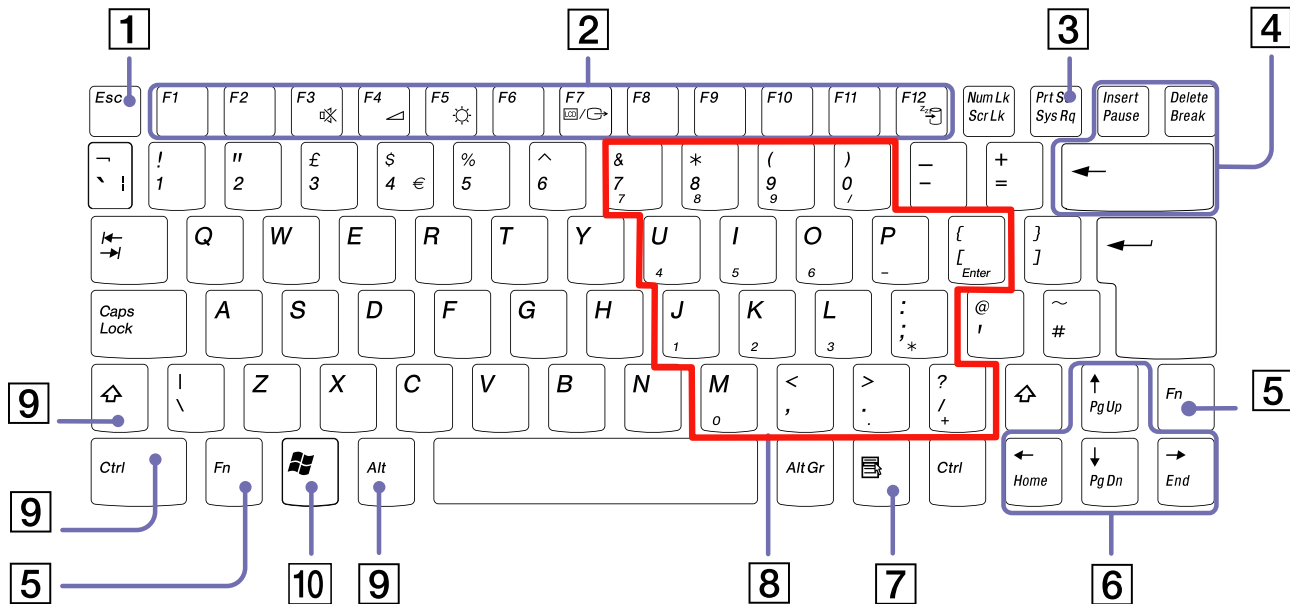 1 2 3 4
Esc F1 F2 F3 F4 F5 F6 F7 LCD / F8 F9 F10 F11 F12 Zzz Num Lk Prt Sc Insert Delete
Scr Lk Sys Rq Pause Break
¬ ! " £ $ % ^ & * ( ) _ +
` ¦ 1 2 3 4 € 5 6 7 8 9 0 - =
7 8 9 /
Q W E R T Y U I O P { }
[ ]
4 5 6 - Enter
Caps A S D F G H J K L : @ ~
Lock ; ' #
1 2 3 *
9 | Z X C V B N M < > ? Pg Up Fn 5
\ , . /
0 . +
Ctrl Fn Alt Alt Gr Ctrl Home Pg Dn End
9
5 10 9 8 7 6